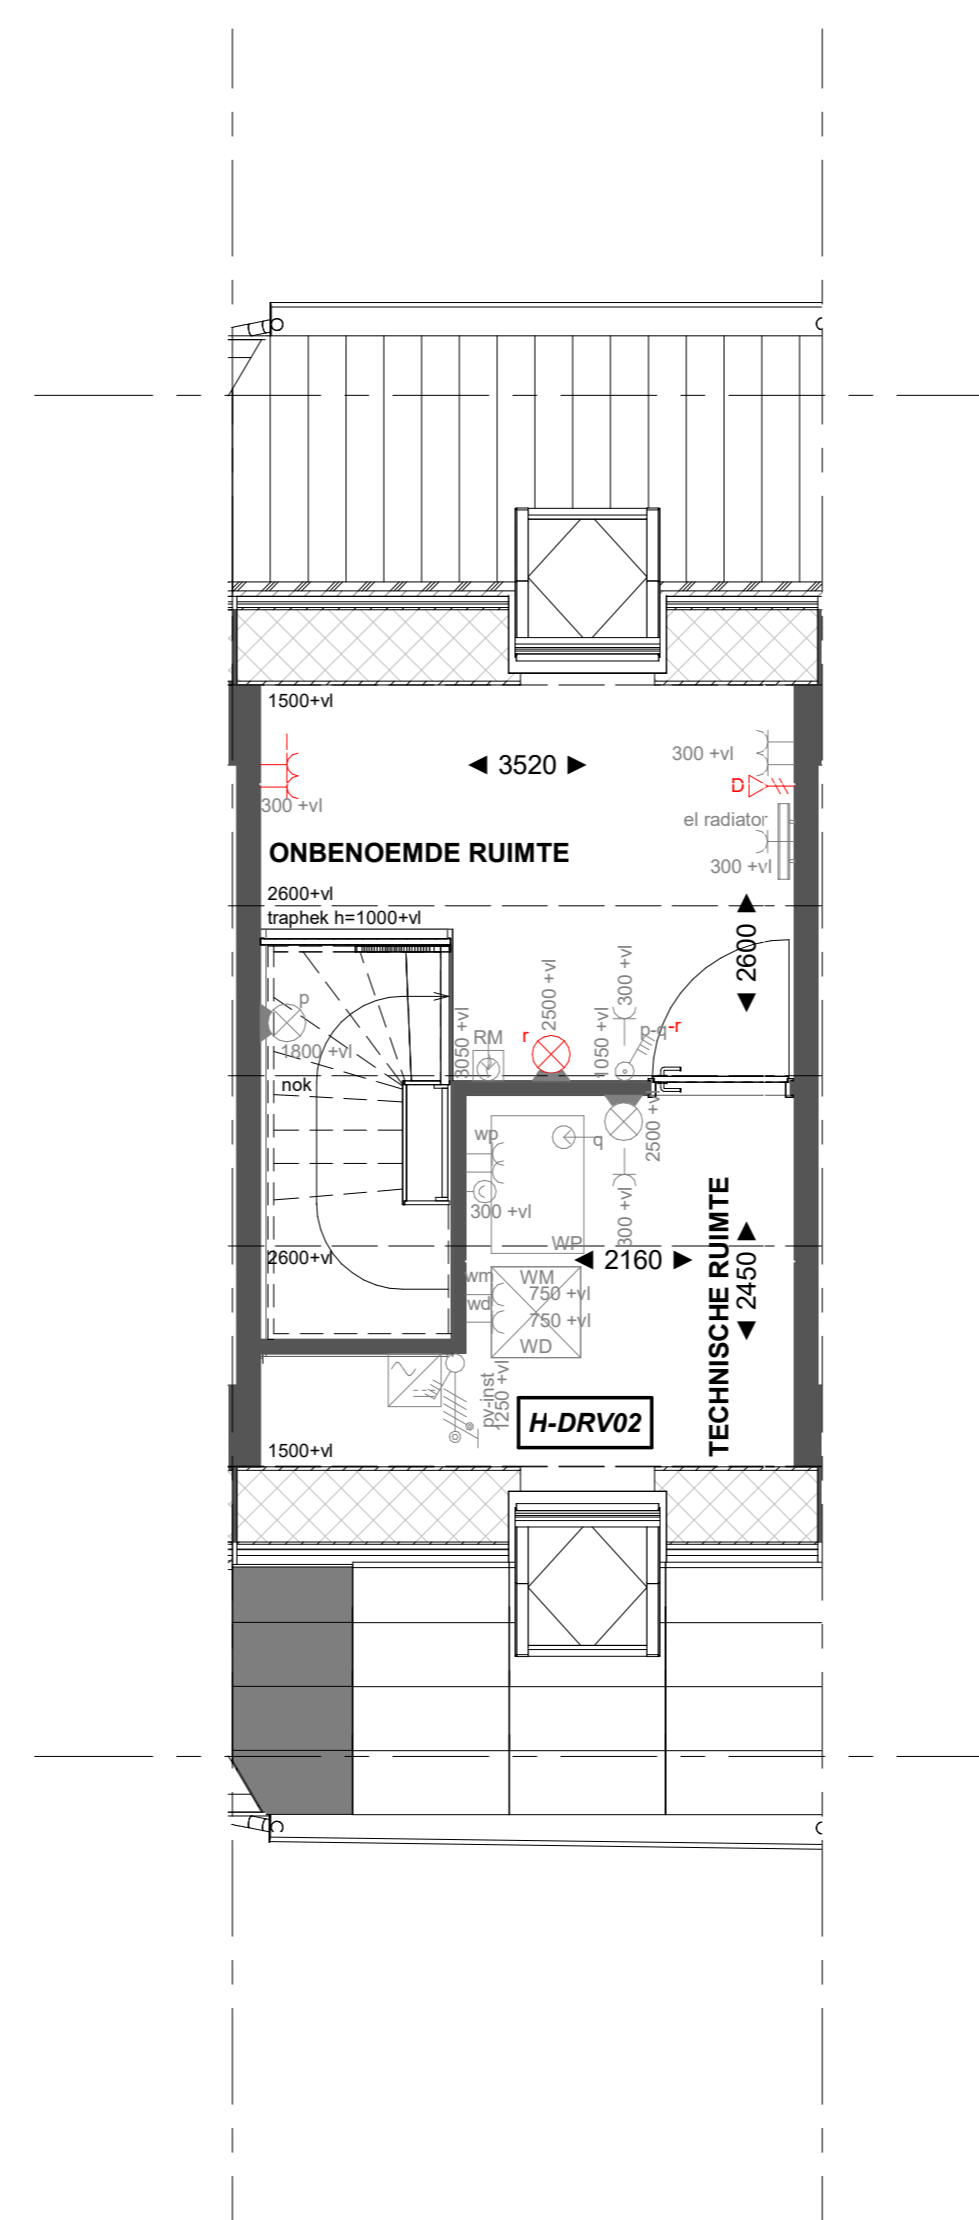 1500+vl
◄ 3520 ►
300 +vl
D
300 +vl
el radiator
ONBENOEMDE RUIMTE
300 +vl
2600+vl
traphek h=1000+vl
◄ 2600 ►
300 +vl
2500 +vl
p
1800 +vl
3050 +vl
RM
r
1050 +vl
p-q-r
nok
wp
q
2500 +vl
300 +vl
300 +vl
WP
2600+vl
◄ 2160 ►
TECHNISCHE RUIMTE
◄ 2450 ►
wm
WM
750 +vl
wd
750 +vl
WD
pv-inst
1250 +vl
H-DRV02
1500+vl